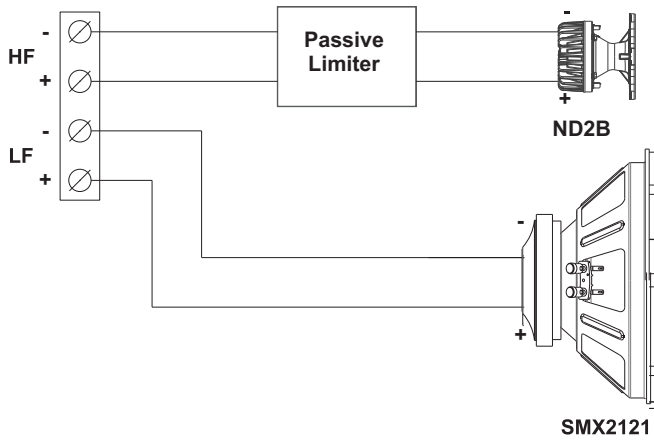 -
HF
+
-
LF
+
Passive
Limiter
-
+
ND2B
-
+
SMX2121